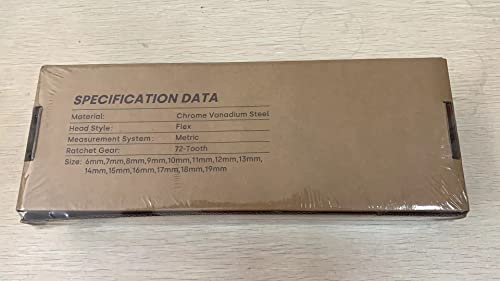 SPECIFICATION DATA
Material: Chrome Vanadium Steel
Head Style: Flex
Measurement System: Metric
Ratchet Gear: 72-Tooth
Size: 6mm,7mm,8mm,9mm,10mm,11mm,12mm,13mm,
14mm,15mm,16mm,17mm,18mm,19mm